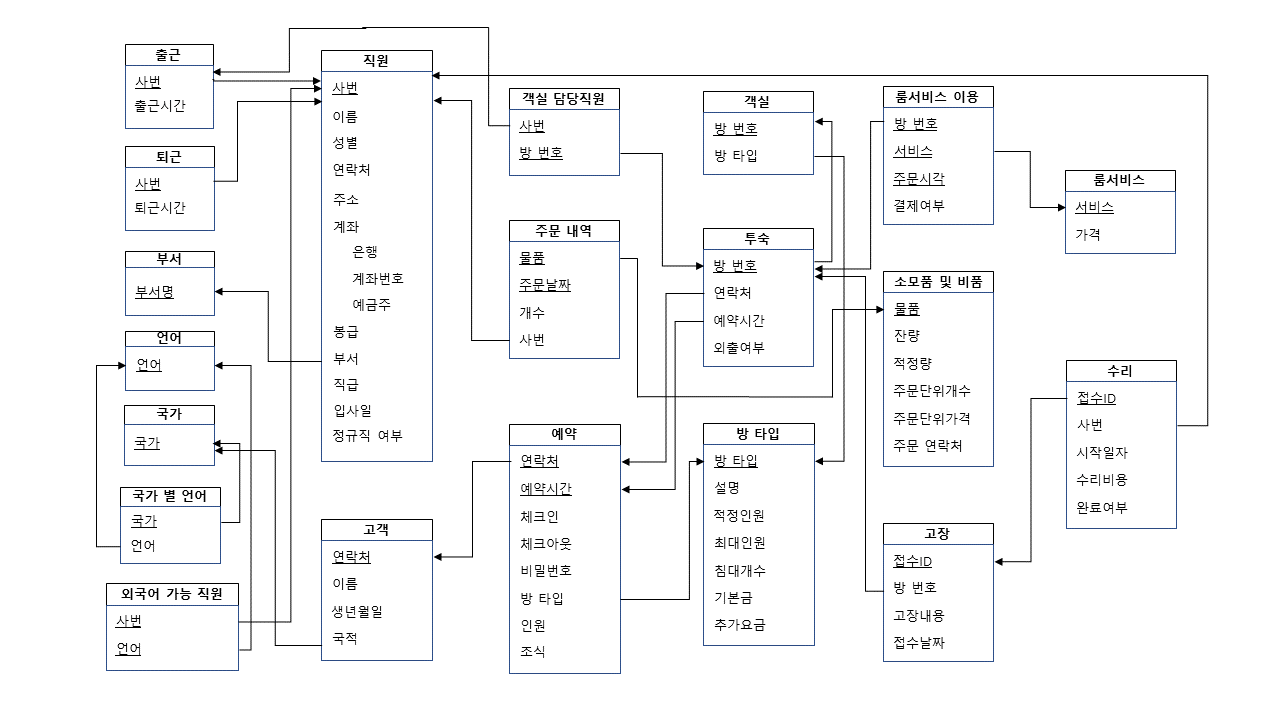 출근
사번
출근시간
퇴근
사번
퇴근시간
부서
부서명
언어
언어
국가
국가
국가 별 언어
국가
언어
외국어 가능 직원
사번
언어
직원
사번
이름
성별
연락처
주소
계좌
은행
계좌번호
예금주
봉급
부서
직급
입사일
정규직 여부
고객
연락처
이름
생년월일
국적
객실 담당직원
사번
방 번호
주문 내역
물품
주문날짜
개수
사번
예약
연락처
예약시간
체크인
체크아웃
비밀번호
방 타입
인원
조식
객실
방 번호
방 타입
투숙
방 번호
연락처
예약시간
외출여부
방 타입
방 타입
설명
적정인원
최대인원
침대개수
기본금
추가요금
룸서비스 이용
방 번호
서비스
주문시각
결제여부
소모품 및 비품
물품
잔량
적정량
주문단위개수
주문단위가격
주문 연락처
고장
접수ID
방 번호
고장내용
접수날짜
룸서비스
서비스
가격
수리
접수ID
사번
시작일자
수리비용
완료여부